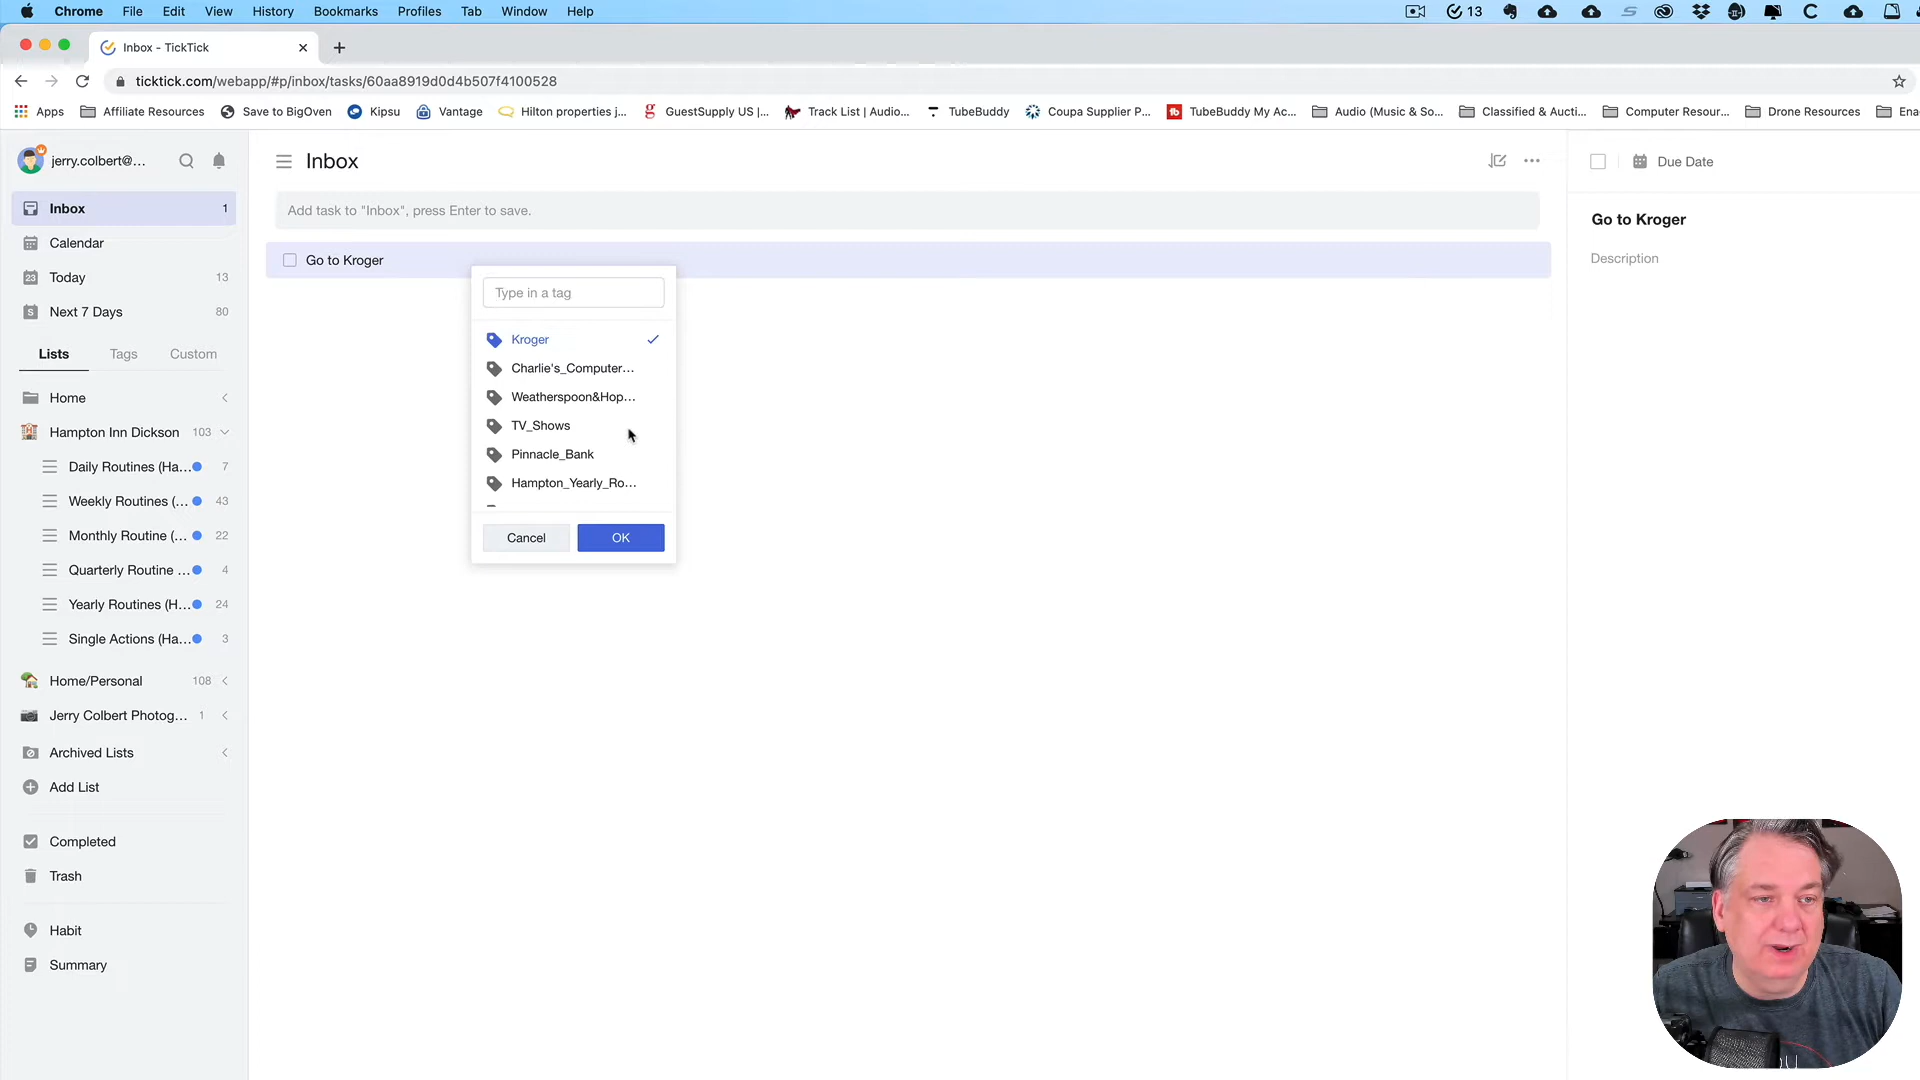 Chrome File Edit View History Bookmarks Profiles Tab Window Help
13
Inbox - TickTick
ticktick.com/webapp/#p/inbox/tasks/60aa8919d0d4b507f4100528
Apps Affiliate Resources Save to BigOven Kipsu Vantage Hilton properties j... GuestSupply US |... Track List | Audio... TubeBuddy Coupa Supplier P... TubeBuddy My Ac... Audio (Music & So... Classified & Aucti... Computer Resour... Drone Resources Ena
jerry.colbert@...
Inbox 1
Calendar
23 Today 13
S Next 7 Days 80
Lists Tags Custom
Home
Hampton Inn Dickson 103
Daily Routines (Ha... 7
Weekly Routines (... 43
Monthly Routine (... 22
Quarterly Routine ... 4
Yearly Routines (H... 24
Single Actions (Ha... 3
Home/Personal 108
Jerry Colbert Photog... 1
Archived Lists
Add List
Completed
Trash
Habit
Summary
Inbox
Add task to "Inbox", press Enter to save.
Go to Kroger
Type in a tag
Kroger
Charlie's_Computer...
Weatherspoon&Hop...
TV_Shows
Pinnacle_Bank
Hampton_Yearly_Ro...
Cancel OK
Due Date
Go to Kroger
Description